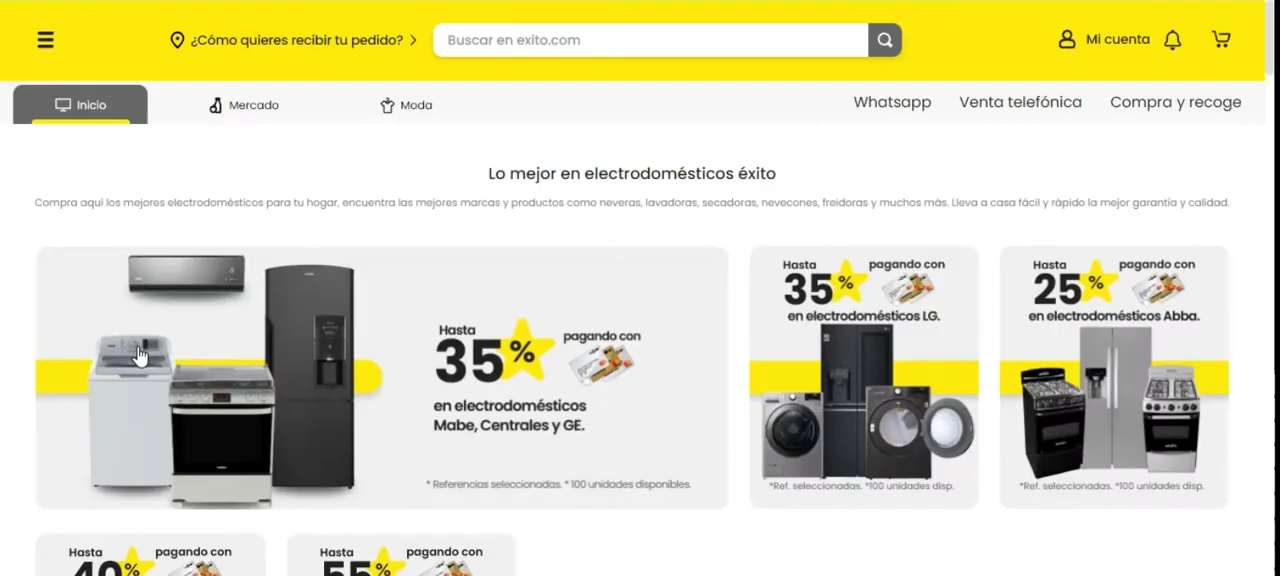 ¿Cómo quieres recibir tu pedido?
Buscar en exito.com
Mi cuenta
Inicio
Mercado
Moda
Whatsapp
Venta telefónica
Compra y recoge
Lo mejor en electrodomésticos éxito
Compra aquí los mejores electrodomésticos para tu hogar, encuentra las mejores marcas y productos como neveras, lavadoras, secadoras, nevecones, freidoras y muchos más. Lleva a casa fácil y rápido la mejor garantía y calidad.
Hasta
35%
pagando con
en electrodomésticos
Mabe, Centrales y GE.
* Referencias seleccionadas. * 100 unidades disponibles.
Hasta
35%
pagando con
en electrodomésticos LG.
*Ref. seleccionadas. *100 unidades disp.
Hasta
25%
pagando con
en electrodomésticos Abba.
*Ref. seleccionadas. *100 unidades disp.
Hasta
40%
pagando con
Hasta
55%
pagando con